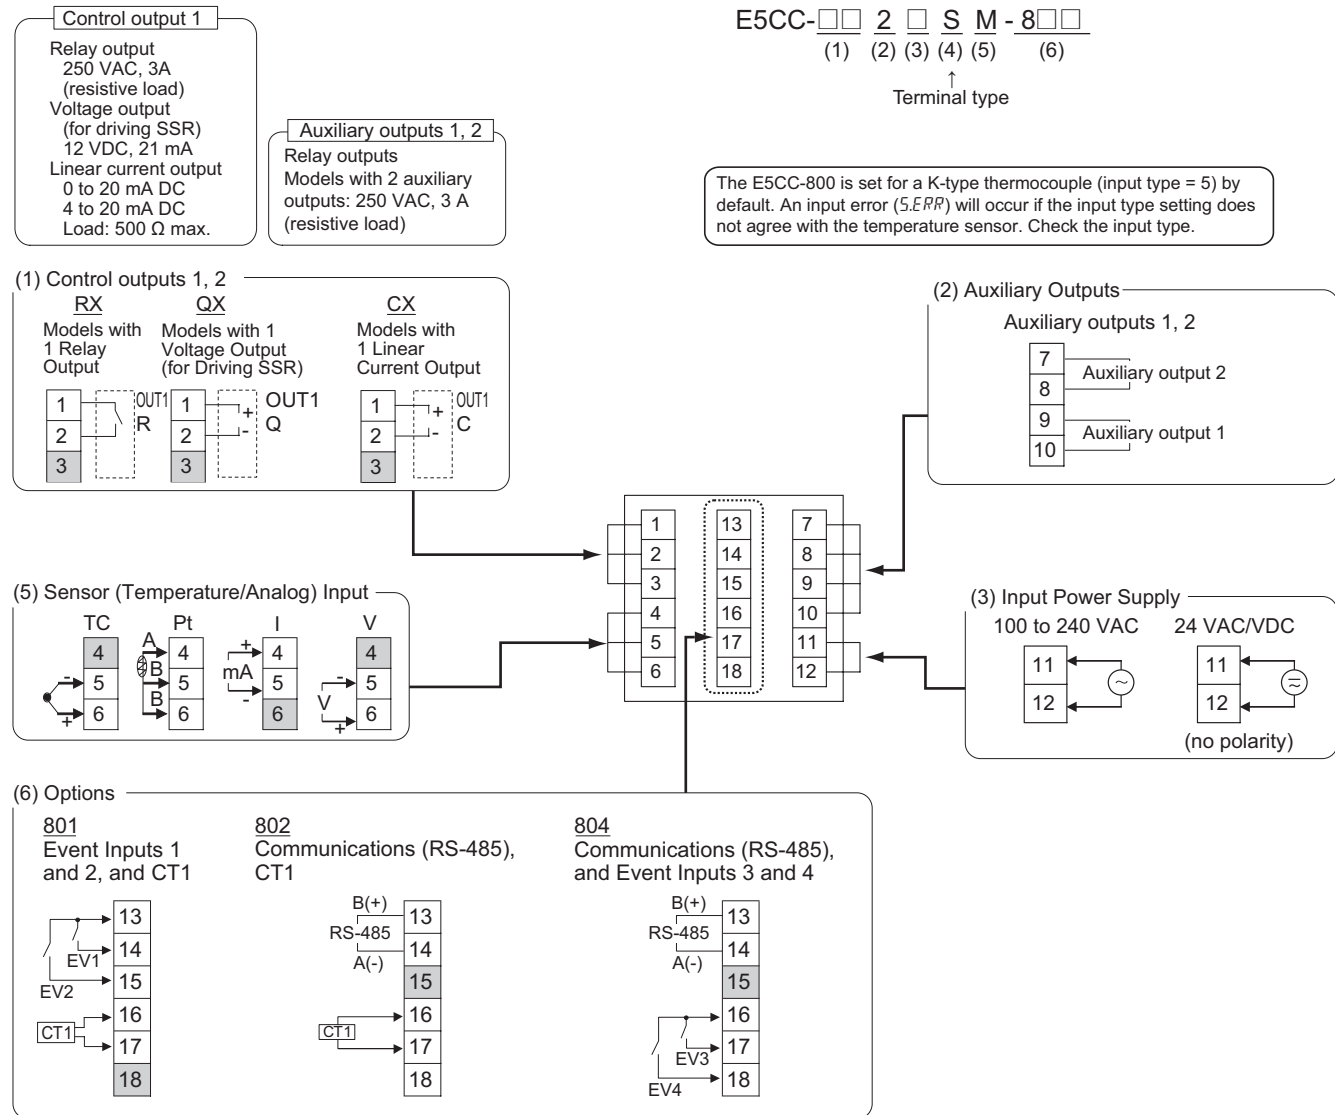 Control output 1
Relay output
250 VAC, 3A
(resistive load)
Voltage output
(for driving SSR)
12 VDC, 21 mA
Linear current output
0 to 20 mA DC
4 to 20 mA DC
Load: 500 Ω max.
Auxiliary outputs 1, 2
Relay outputs
Models with 2 auxiliary
outputs: 250 VAC, 3 A
(resistive load)
E5CC-□□ 2 □ S M - 8□□
(1) (2) (3) (4) (5) (6)
↑
Terminal type
The E5CC-800 is set for a K-type thermocouple (input type = 5) by
default. An input error (S.ERR) will occur if the input type setting does
not agree with the temperature sensor. Check the input type.
(1) Control outputs 1, 2
RX
Models with
1 Relay
Output
1
2
3
OUT1
R
QX
Models with 1
Voltage Output
(for Driving SSR)
1
2
3
+
-
OUT1
Q
CX
Models with
1 Linear
Current Output
1
2
3
+
-
OUT1
C
(2) Auxiliary Outputs
Auxiliary outputs 1, 2
7
8
9
10
Auxiliary output 2
Auxiliary output 1
1 13 7
2 14 8
3 15 9
4 16 10
5 17 11
6 18 12
(5) Sensor (Temperature/Analog) Input
TC
4
- 5
+ 6
Pt
A 4
B 5
B 6
I
+ 4
mA
- 5
6
V
4
- 5
V
+ 6
(3) Input Power Supply
100 to 240 VAC
11
12
24 VAC/VDC
11
12
(no polarity)
(6) Options
801
Event Inputs 1
and 2, and CT1
13
14
15
16
17
18
EV1
EV2
CT1
802
Communications (RS-485),
CT1
B(+)
RS-485
A(-)
CT1
13
14
15
16
17
18
804
Communications (RS-485),
and Event Inputs 3 and 4
B(+)
RS-485
A(-)
13
14
15
16
17
18
EV3
EV4